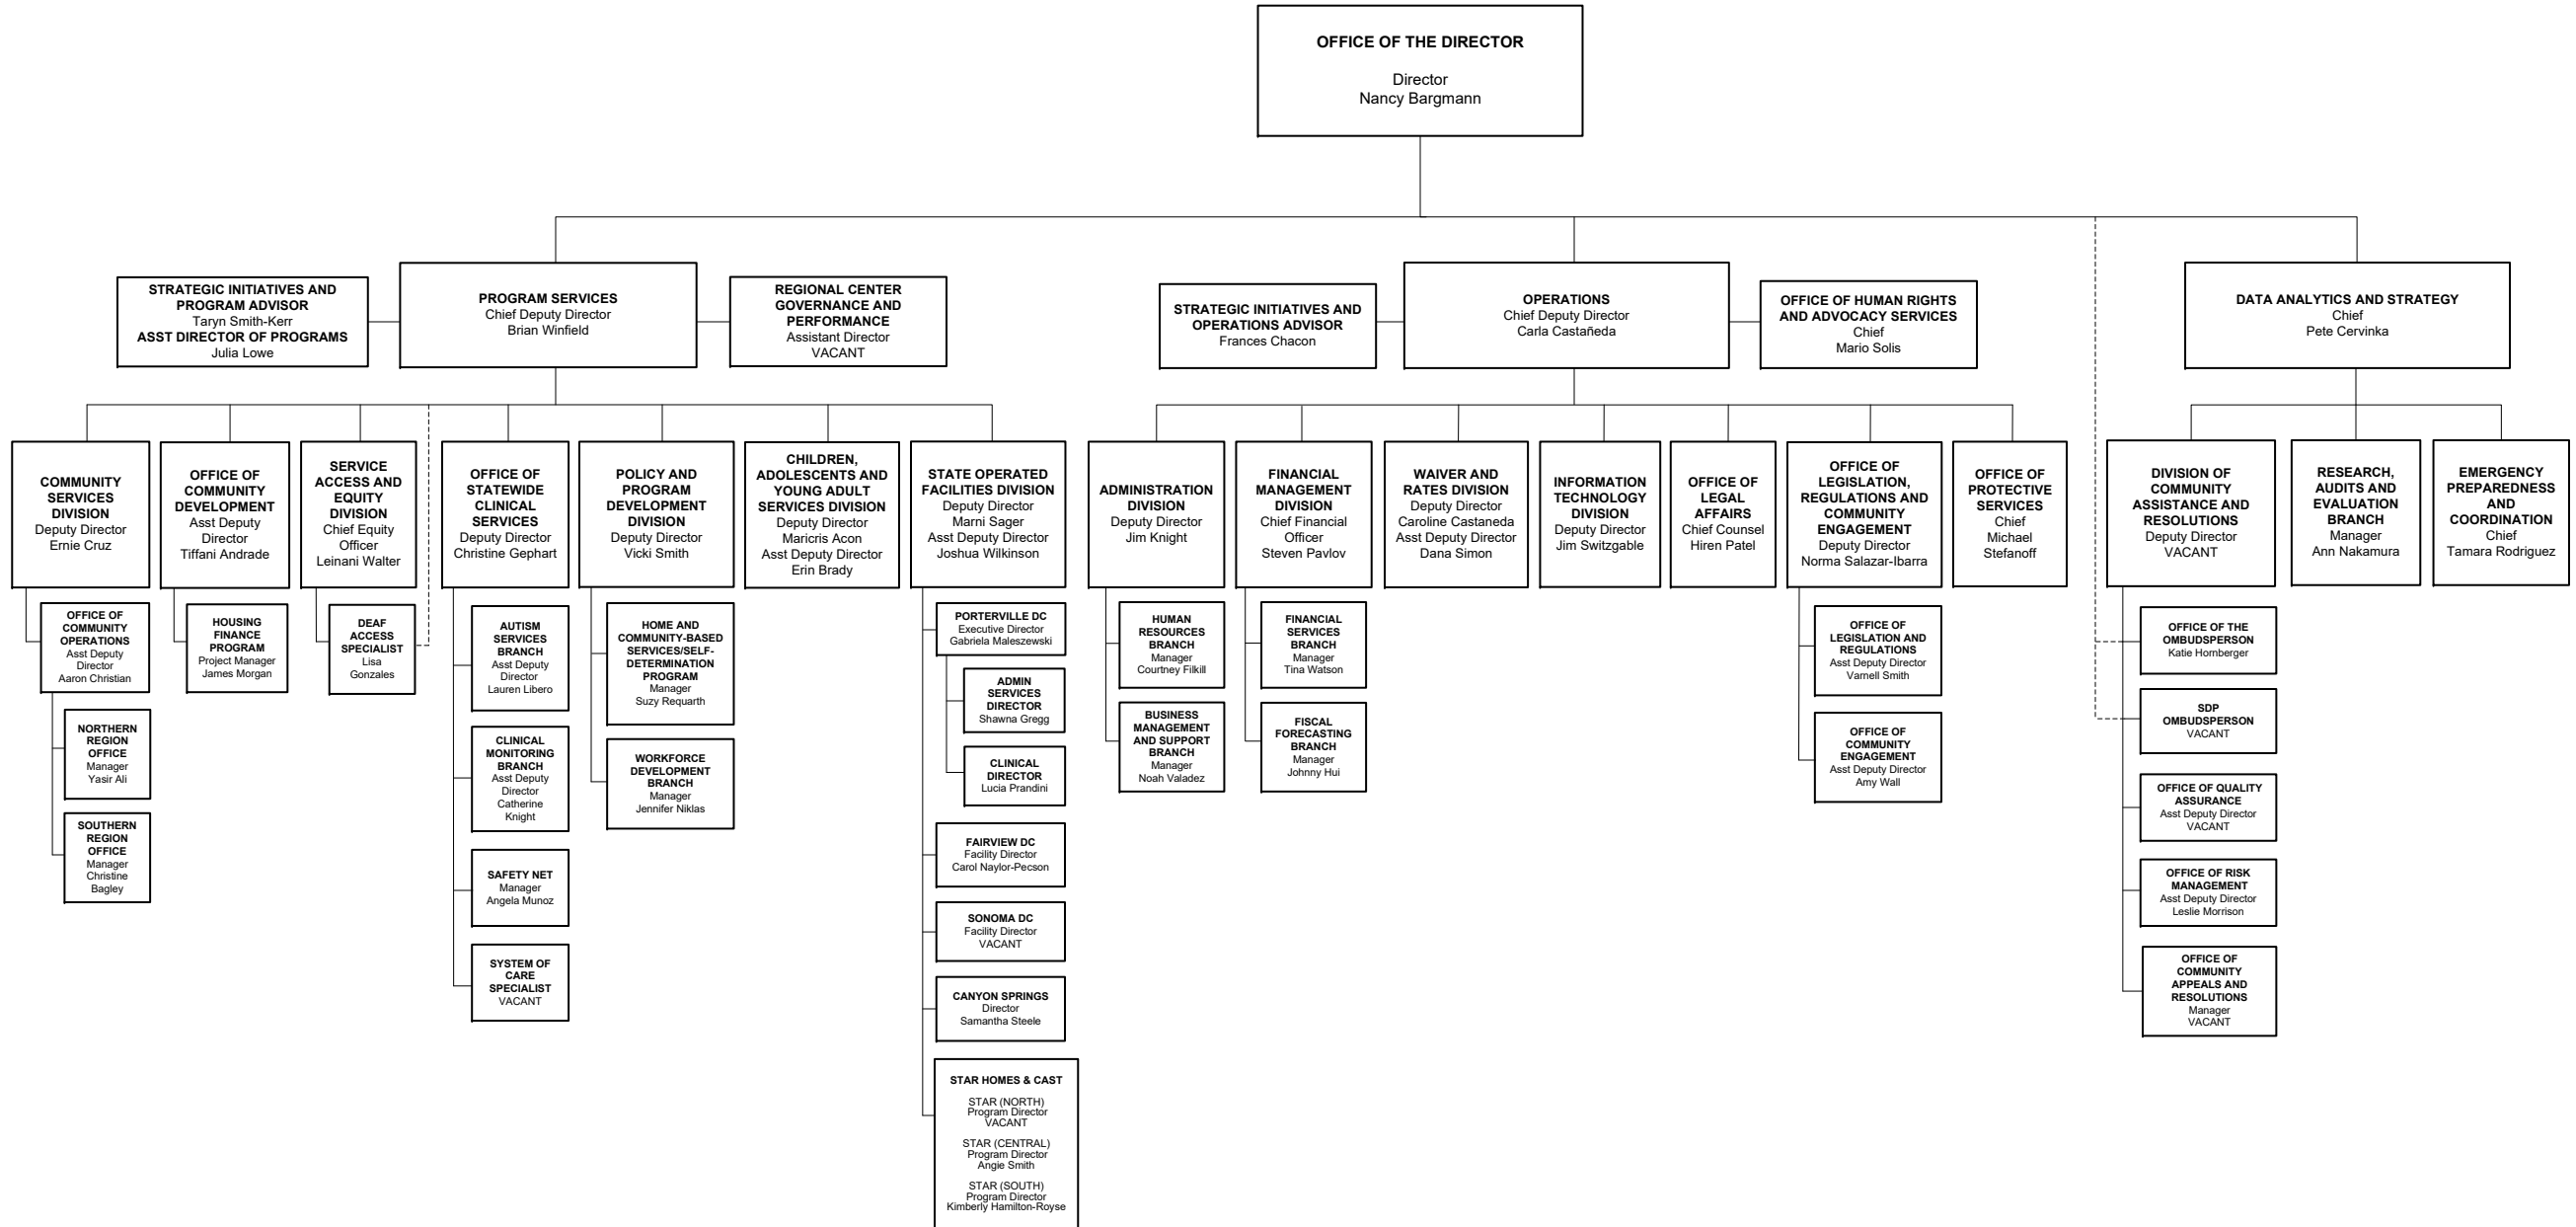 OFFICE OF THE DIRECTOR
Director
Nancy Bargmann
STRATEGIC INITIATIVES AND
PROGRAM ADVISOR
Taryn Smith-Kerr
ASST DIRECTOR OF PROGRAMS
Julia Lowe
PROGRAM SERVICES
Chief Deputy Director
Brian Winfield
REGIONAL CENTER
GOVERNANCE AND
PERFORMANCE
Assistant Director
VACANT
STRATEGIC INITIATIVES AND
OPERATIONS ADVISOR
Frances Chacon
OPERATIONS
Chief Deputy Director
Carla Castañeda
OFFICE OF HUMAN RIGHTS
AND ADVOCACY SERVICES
Chief
Mario Solis
DATA ANALYTICS AND STRATEGY
Chief
Pete Cervinka
COMMUNITY
SERVICES
DIVISION
Deputy Director
Ernie Cruz
OFFICE OF
COMMUNITY
DEVELOPMENT
Asst Deputy
Director
Tiffani Andrade
SERVICE
ACCESS AND
EQUITY
DIVISION
Chief Equity
Officer
Leinani Walter
OFFICE OF
STATEWIDE
CLINICAL
SERVICES
Deputy Director
Christine Gephart
POLICY AND
PROGRAM
DEVELOPMENT
DIVISION
Deputy Director
Vicki Smith
CHILDREN,
ADOLESCENTS AND
YOUNG ADULT
SERVICES DIVISION
Deputy Director
Maricris Acon
Asst Deputy Director
Erin Brady
STATE OPERATED
FACILITIES DIVISION
Deputy Director
Marni Sager
Asst Deputy Director
Joshua Wilkinson
ADMINISTRATION
DIVISION
Deputy Director
Jim Knight
FINANCIAL
MANAGEMENT
DIVISION
Chief Financial
Officer
Steven Pavlov
WAIVER AND
RATES DIVISION
Deputy Director
Caroline Castaneda
Asst Deputy Director
Dana Simon
INFORMATION
TECHNOLOGY
DIVISION
Deputy Director
Jim Switzgable
OFFICE OF
LEGAL
AFFAIRS
Chief Counsel
Hiren Patel
OFFICE OF
LEGISLATION,
REGULATIONS AND
COMMUNITY
ENGAGEMENT
Deputy Director
Norma Salazar-Ibarra
OFFICE OF
PROTECTIVE
SERVICES
Chief
Michael
Stefanoff
DIVISION OF
COMMUNITY
ASSISTANCE AND
RESOLUTIONS
Deputy Director
VACANT
RESEARCH,
AUDITS AND
EVALUATION
BRANCH
Manager
Ann Nakamura
EMERGENCY
PREPAREDNESS
AND
COORDINATION
Chief
Tamara Rodriguez
OFFICE OF
COMMUNITY
OPERATIONS
Asst Deputy
Director
Aaron Christian
NORTHERN
REGION
OFFICE
Manager
Yasir Ali
SOUTHERN
REGION
OFFICE
Manager
Christine
Bagley
HOUSING
FINANCE
PROGRAM
Project Manager
James Morgan
DEAF
ACCESS
SPECIALIST
Lisa
Gonzales
AUTISM
SERVICES
BRANCH
Asst Deputy
Director
Lauren Libero
CLINICAL
MONITORING
BRANCH
Asst Deputy
Director
Catherine
Knight
SAFETY NET
Manager
Angela Munoz
SYSTEM OF
CARE
SPECIALIST
VACANT
HOME AND
COMMUNITY-BASED
SERVICES/SELF-
DETERMINATION
PROGRAM
Manager
Suzy Requarth
WORKFORCE
DEVELOPMENT
BRANCH
Manager
Jennifer Niklas
PORTERVILLE DC
Executive Director
Gabriela Maleszewski
ADMIN
SERVICES
DIRECTOR
Shawna Gregg
CLINICAL
DIRECTOR
Lucia Prandini
FAIRVIEW DC
Facility Director
Carol Naylor-Pecson
SONOMA DC
Facility Director
VACANT
CANYON SPRINGS
Director
Samantha Steele
STAR HOMES & CAST
STAR (NORTH)
Program Director
VACANT
STAR (CENTRAL)
Program Director
Angie Smith
STAR (SOUTH)
Program Director
Kimberly Hamilton-Royse
HUMAN
RESOURCES
BRANCH
Manager
Courtney Filkill
BUSINESS
MANAGEMENT
AND SUPPORT
BRANCH
Manager
Noah Valadez
FINANCIAL
SERVICES
BRANCH
Manager
Tina Watson
FISCAL
FORECASTING
BRANCH
Manager
Johnny Hui
OFFICE OF
LEGISLATION AND
REGULATIONS
Asst Deputy Director
Varnell Smith
OFFICE OF
COMMUNITY
ENGAGEMENT
Asst Deputy Director
Amy Wall
OFFICE OF THE
OMBUDSPERSON
Katie Hornberger
SDP
OMBUDSPERSON
VACANT
OFFICE OF QUALITY
ASSURANCE
Asst Deputy Director
VACANT
OFFICE OF RISK
MANAGEMENT
Asst Deputy Director
Leslie Morrison
OFFICE OF
COMMUNITY
APPEALS AND
RESOLUTIONS
Manager
VACANT